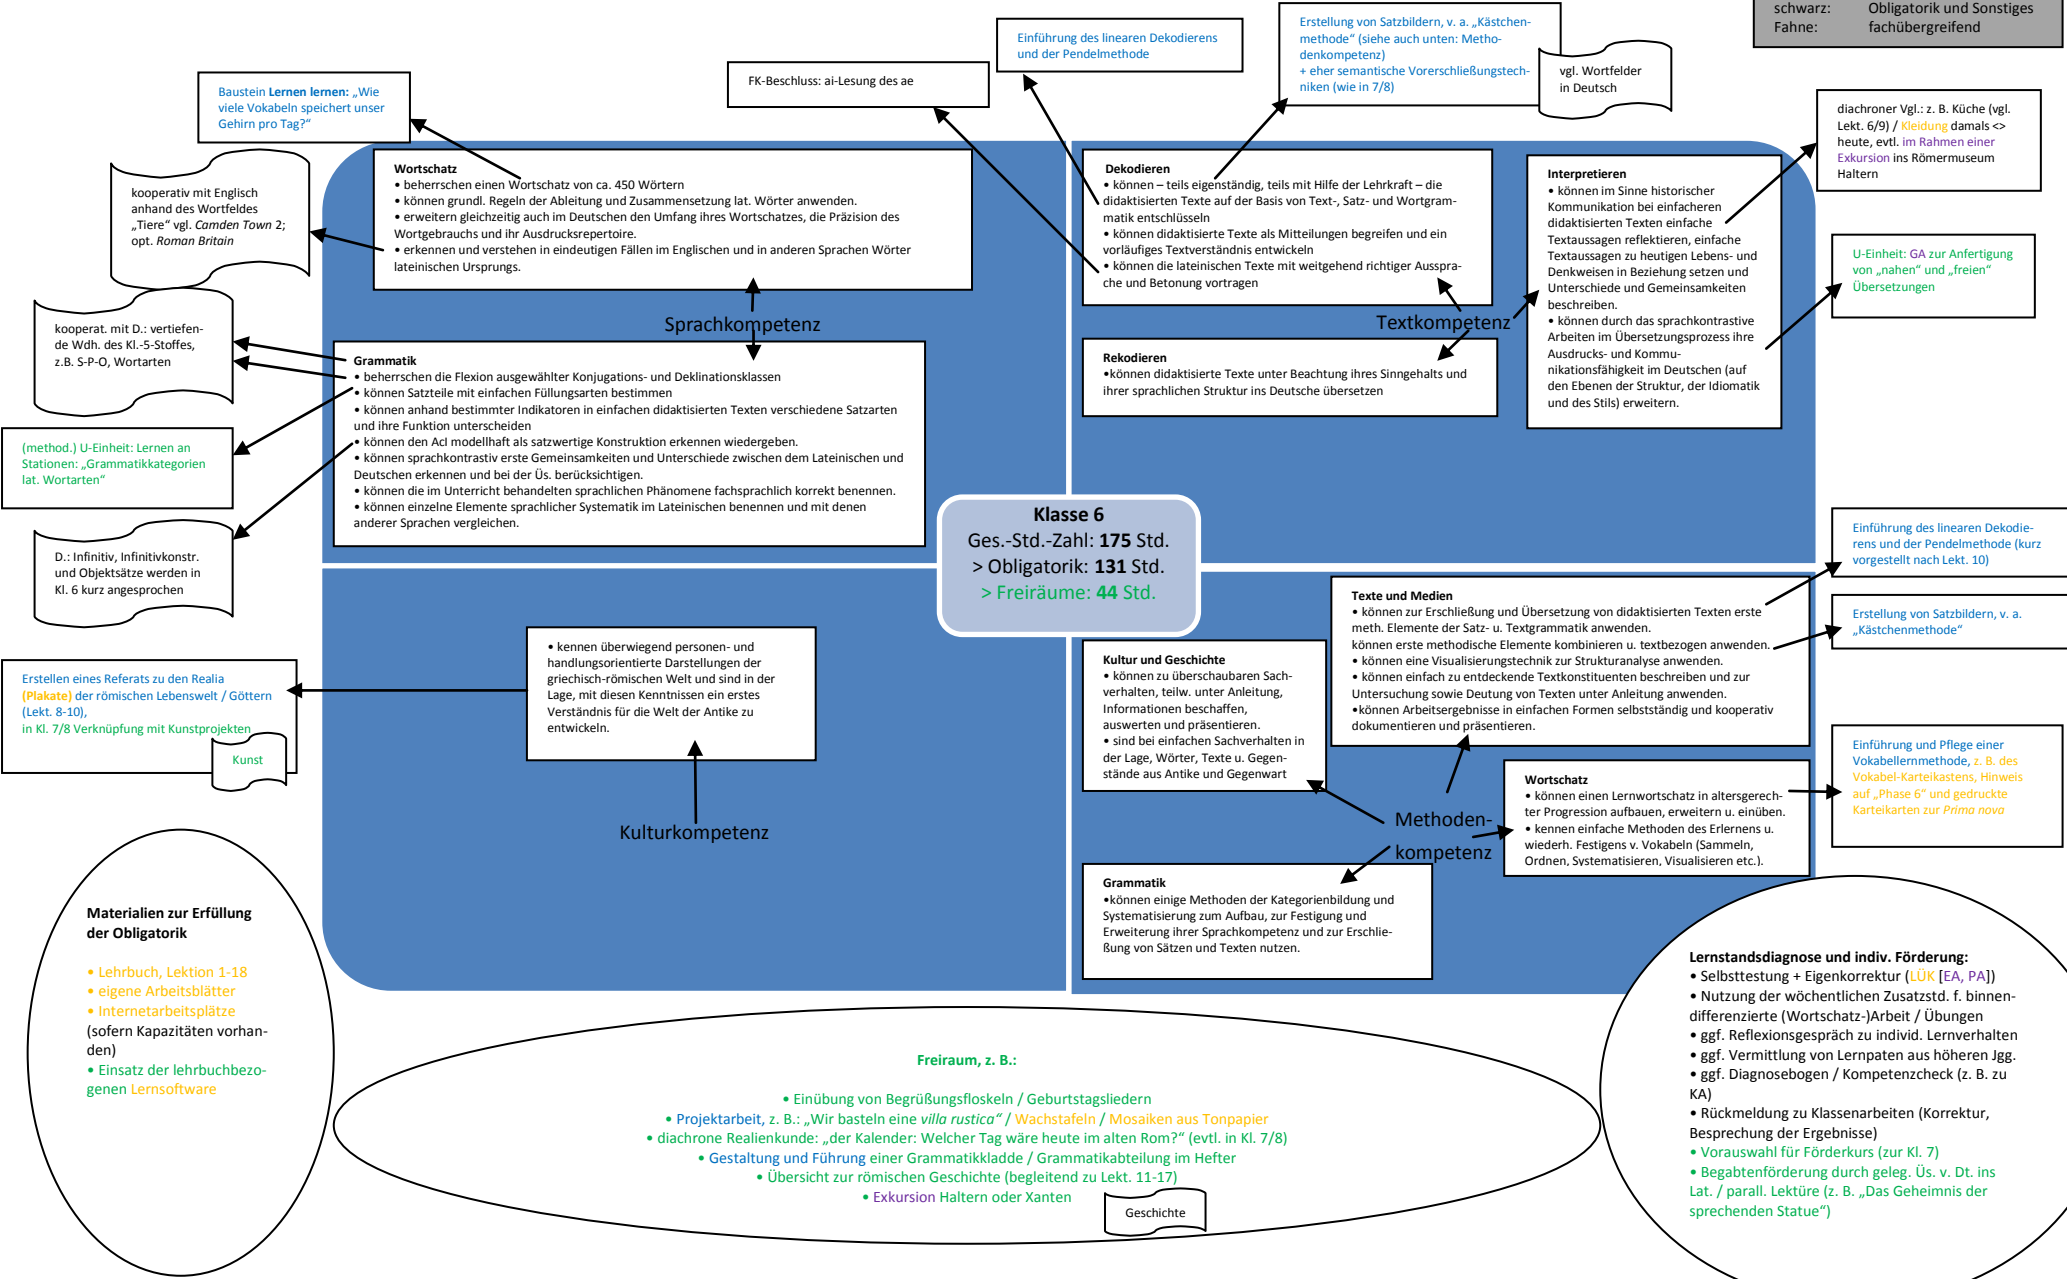 schwarz: Obligatorik und Sonstiges
Fahne: fachübergreifend
Erstellung von Satzbildern, v. a. „Kästchen-
methode“ (siehe auch unten: Metho-
denkompetenz)
+ eher semantische Vorerschließungstech-
niken (wie in 7/8)
vgl. Wortfelder
in Deutsch
Einführung des linearen Dekodierens
und der Pendelmethode
FK-Beschluss: ai-Lesung des ae
Baustein Lernen lernen: „Wie
viele Vokabeln speichert unser
Gehirn pro Tag?“
diachroner Vgl.: z. B. Küche (vgl.
Lekt. 6/9) / Kleidung damals <>
heute, evtl. im Rahmen einer
Exkursion ins Römermuseum
Haltern
kooperativ mit Englisch
anhand des Wortfeldes
„Tiere“ vgl. Camden Town 2;
opt. Roman Britain
Wortschatz
• beherrschen einen Wortschatz von ca. 450 Wörtern
• können grundl. Regeln der Ableitung und Zusammensetzung lat. Wörter anwenden.
• erweitern gleichzeitig auch im Deutschen den Umfang ihres Wortschatzes, die Präzision des
Wortgebrauchs und ihr Ausdrucksrepertoire.
• erkennen und verstehen in eindeutigen Fällen im Englischen und in anderen Sprachen Wörter
lateinischen Ursprungs.
Dekodieren
• können – teils eigenständig, teils mit Hilfe der Lehrkraft – die
didaktisierten Texte auf der Basis von Text-, Satz- und Wortgram-
matik entschlüsseln
• können didaktisierte Texte als Mitteilungen begreifen und ein
vorläufiges Textverständnis entwickeln
• können die lateinischen Texte mit weitgehend richtiger Ausspra-
che und Betonung vortragen
Interpretieren
• können im Sinne historischer
Kommunikation bei einfacheren
didaktisierten Texten einfache
Textaussagen reflektieren, einfache
Textaussagen zu heutigen Lebens- und
Denkweisen in Beziehung setzen und
Unterschiede und Gemeinsamkeiten
beschreiben.
• können durch das sprachkontrastive
Arbeiten im Übersetzungsprozess ihre
Ausdrucks- und Kommu-
nikationsfähigkeit im Deutschen (auf
den Ebenen der Struktur, der Idiomatik
und des Stils) erweitern.
U-Einheit: GA zur Anfertigung
von „nahen“ und „freien“
Übersetzungen
Sprachkompetenz
Textkompetenz
kooperat. mit D.: vertiefen-
de Wdh. des Kl.-5-Stoffes,
z.B. S-P-O, Wortarten
Grammatik
• beherrschen die Flexion ausgewählter Konjugations- und Deklinationsklassen
• können Satzteile mit einfachen Füllungsarten bestimmen
• können anhand bestimmter Indikatoren in einfachen didaktisierten Texten verschiedene Satzarten
und ihre Funktion unterscheiden
• können den AcI modellhaft als satzwertige Konstruktion erkennen wiedergeben.
• können sprachkontrastiv erste Gemeinsamkeiten und Unterschiede zwischen dem Lateinischen und
Deutschen erkennen und bei der Üs. berücksichtigen.
• können die im Unterricht behandelten sprachlichen Phänomene fachsprachlich korrekt benennen.
• können einzelne Elemente sprachlicher Systematik im Lateinischen benennen und mit denen
anderer Sprachen vergleichen.
Rekodieren
•können didaktisierte Texte unter Beachtung ihres Sinngehalts und
ihrer sprachlichen Struktur ins Deutsche übersetzen
(method.) U-Einheit: Lernen an
Stationen: „Grammatikkategorien
lat. Wortarten“
D.: Infinitiv, Infinitivkonstr.
und Objektsätze werden in
Kl. 6 kurz angesprochen
Klasse 6
Ges.-Std.-Zahl: 175 Std.
> Obligatorik: 131 Std.
> Freiräume: 44 Std.
Einführung des linearen Dekodie-
rens und der Pendelmethode (kurz
vorgestellt nach Lekt. 10)
Erstellung von Satzbildern, v. a.
„Kästchenmethode“
Texte und Medien
• können zur Erschließung und Übersetzung von didaktisierten Texten erste
meth. Elemente der Satz- u. Textgrammatik anwenden.
können erste methodische Elemente kombinieren u. textbezogen anwenden.
• können eine Visualisierungstechnik zur Strukturanalyse anwenden.
• können einfach zu entdeckende Textkonstituenten beschreiben und zur
Untersuchung sowie Deutung von Texten unter Anleitung anwenden.
•können Arbeitsergebnisse in einfachen Formen selbstständig und kooperativ
dokumentieren und präsentieren.
Kultur und Geschichte
• können zu überschaubaren Sach-
verhalten, teilw. unter Anleitung,
Informationen beschaffen,
auswerten und präsentieren.
• sind bei einfachen Sachverhalten in
der Lage, Wörter, Texte u. Gegen-
stände aus Antike und Gegenwart
• kennen überwiegend personen- und
handlungsorientierte Darstellungen der
griechisch-römischen Welt und sind in der
Lage, mit diesen Kenntnissen ein erstes
Verständnis für die Welt der Antike zu
entwickeln.
Erstellen eines Referats zu den Realia
(Plakate) der römischen Lebenswelt / Göttern
(Lekt. 8-10),
in Kl. 7/8 Verknüpfung mit Kunstprojekten
Kunst
Kulturkompetenz
Methoden-
kompetenz
Wortschatz
• können einen Lernwortschatz in altersgerech-
ter Progression aufbauen, erweitern u. einüben.
• kennen einfache Methoden des Erlernens u.
wiederh. Festigens v. Vokabeln (Sammeln,
Ordnen, Systematisieren, Visualisieren etc.).
Einführung und Pflege einer
Vokabellernmethode, z. B. des
Vokabel-Karteikastens, Hinweis
auf „Phase 6“ und gedruckte
Karteikarten zur Prima nova
Grammatik
•können einige Methoden der Kategorienbildung und
Systematisierung zum Aufbau, zur Festigung und
Erweiterung ihrer Sprachkompetenz und zur Erschlie-
ßung von Sätzen und Texten nutzen.
Materialien zur Erfüllung
der Obligatorik
• Lehrbuch, Lektion 1-18
• eigene Arbeitsblätter
• Internetarbeitsplätze
(sofern Kapazitäten vorhan-
den)
• Einsatz der lehrbuchbezo-
genen Lernsoftware
Freiraum, z. B.:
• Einübung von Begrüßungsfloskeln / Geburtstagsliedern
• Projektarbeit, z. B.: „Wir basteln eine villa rustica“ / Wachstafeln / Mosaiken aus Tonpapier
• diachrone Realienkunde: „der Kalender: Welcher Tag wäre heute im alten Rom?“ (evtl. in Kl. 7/8)
• Gestaltung und Führung einer Grammatikkladde / Grammatikabteilung im Hefter
• Übersicht zur römischen Geschichte (begleitend zu Lekt. 11-17)
• Exkursion Haltern oder Xanten
Geschichte
Lernstandsdiagnose und indiv. Förderung:
• Selbsttestung + Eigenkorrektur (LÜK [EA, PA])
• Nutzung der wöchentlichen Zusatzstd. f. binnen-
differenzierte (Wortschatz-)Arbeit / Übungen
• ggf. Reflexionsgespräch zu individ. Lernverhalten
• ggf. Vermittlung von Lernpaten aus höheren Jgg.
• ggf. Diagnosebogen / Kompetenzcheck (z. B. zu
KA)
• Rückmeldung zu Klassenarbeiten (Korrektur,
Besprechung der Ergebnisse)
• Vorauswahl für Förderkurs (zur Kl. 7)
• Begabtenförderung durch geleg. Üs. v. Dt. ins
Lat. / parall. Lektüre (z. B. „Das Geheimnis der
sprechenden Statue“)